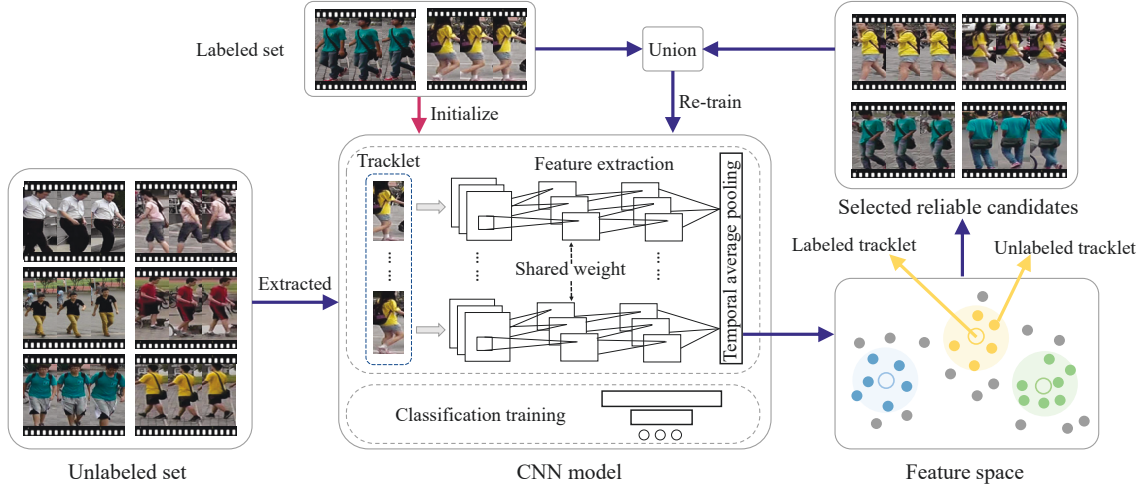 Labeled set
Union
Initialize
Re-train
Tracklet
Feature extraction
Temporal average pooling
Shared weight
Selected reliable candidates
Labeled tracklet
Unlabeled tracklet
Extracted
Classification training
Unlabeled set
CNN model
Feature space